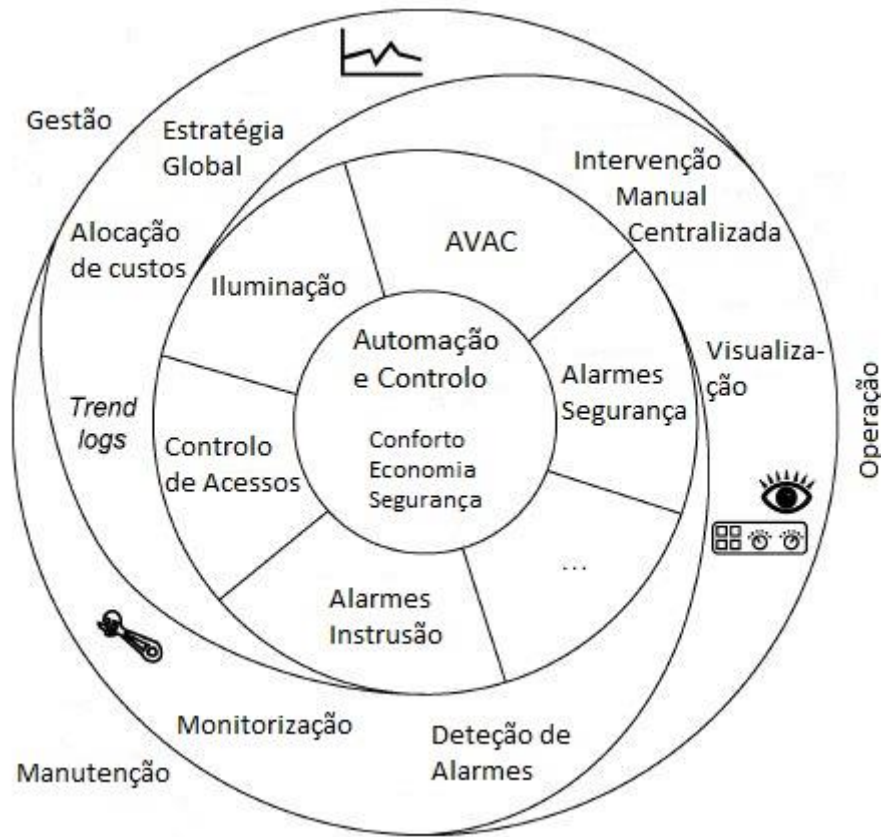 Gestão
Estratégia
Global
Intervenção
Manual
Centralizada
Alocação
de custos
AVAC
Iluminação
Automação
e Controlo
Conforto
Economia
Segurança
Alarmes
Segurança
Visualiza-
ção
Operação
Trend
logs
Controlo
de Acessos
...
Alarmes
Instrusão
Monitorização
Deteção de
Alarmes
Manutenção